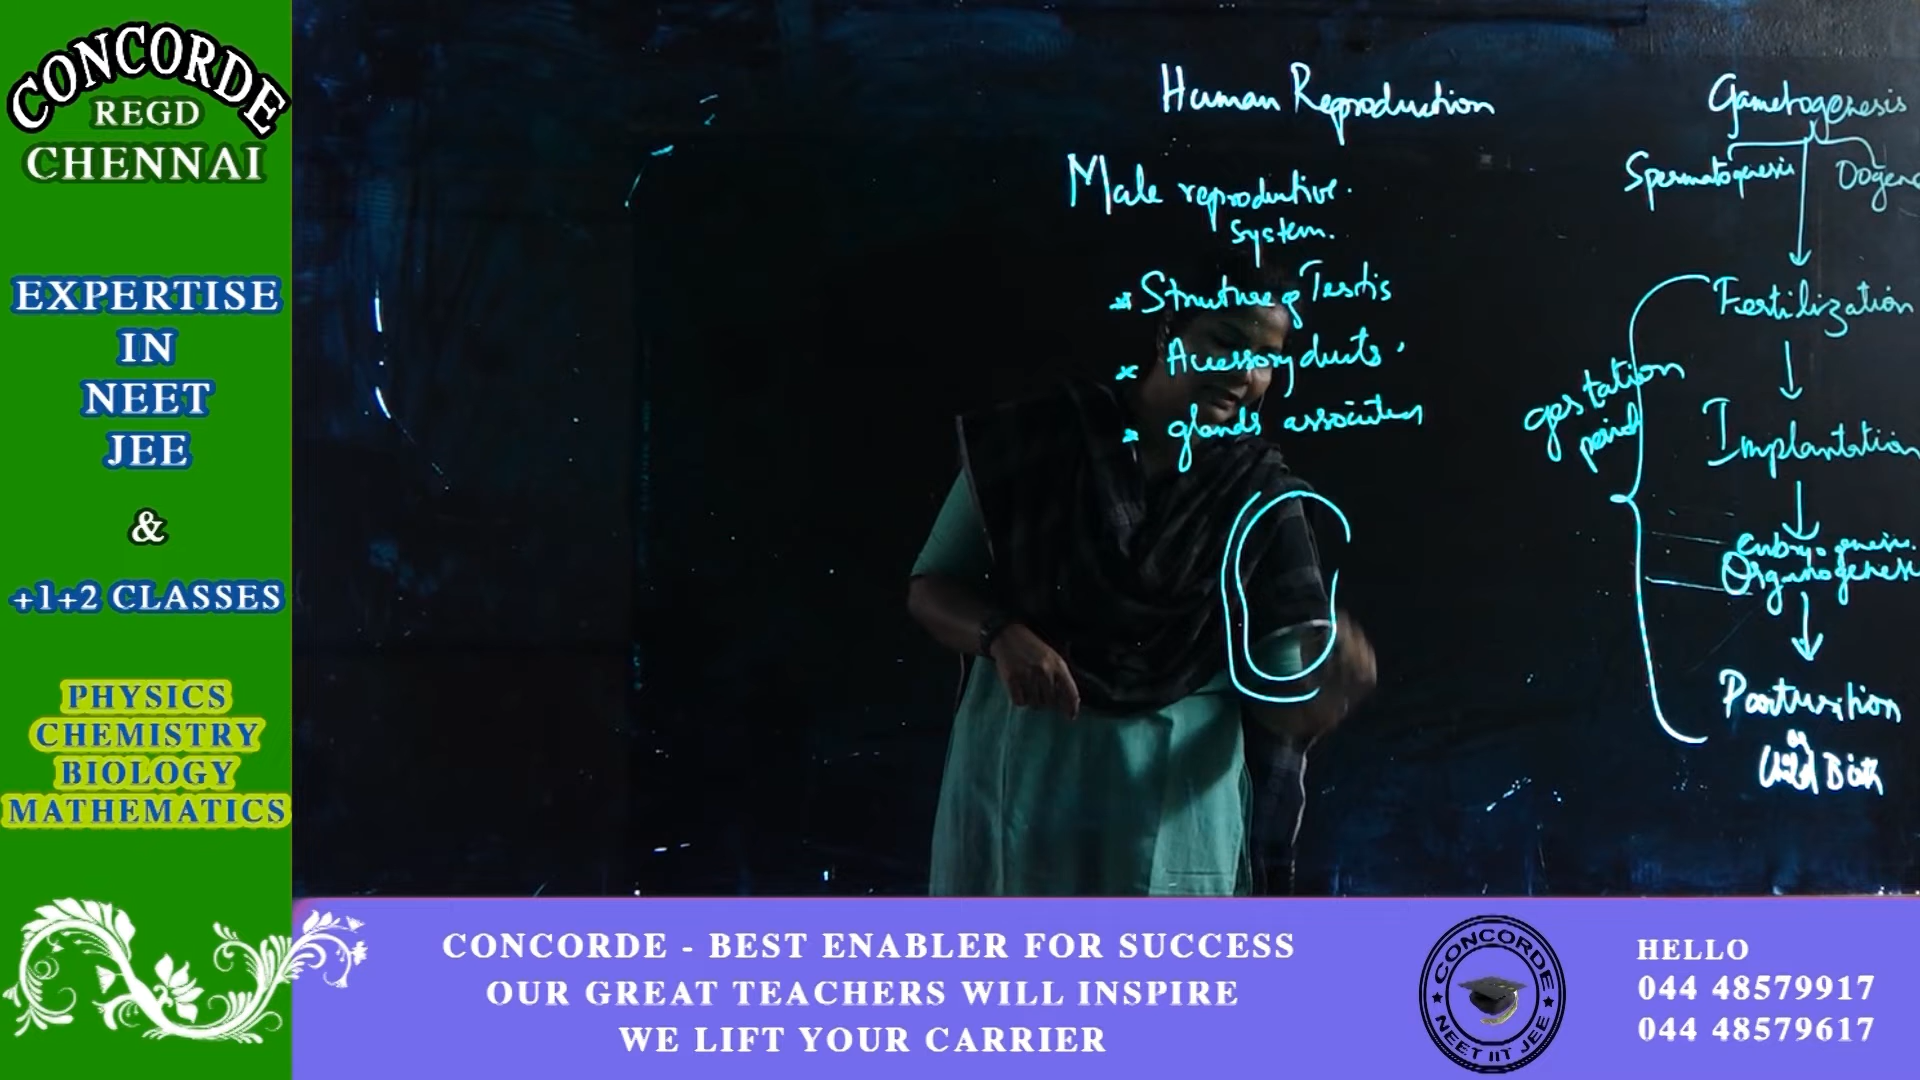 CONCORDE
REGD
CHENNAI
EXPERTISE
IN
NEET
JEE
&
+1+2 CLASSES
PHYSICS
CHEMISTRY
BIOLOGY
MATHEMATICS
Human Reproduction
Male reproductive
system.
* Structure of Testis
* Accessory ducts
* glands associated
Gametogenesis
Spermatogenesis
Fertilization
gestation
period
Implantation
embryogenesis
Organogenesi
Parturition
or
Child Birth
CONCORDE - BEST ENABLER FOR SUCCESS
OUR GREAT TEACHERS WILL INSPIRE
WE LIFT YOUR CARRIER
CONCORDE
NEET IIT JEE
HELLO
044 48579917
044 48579617